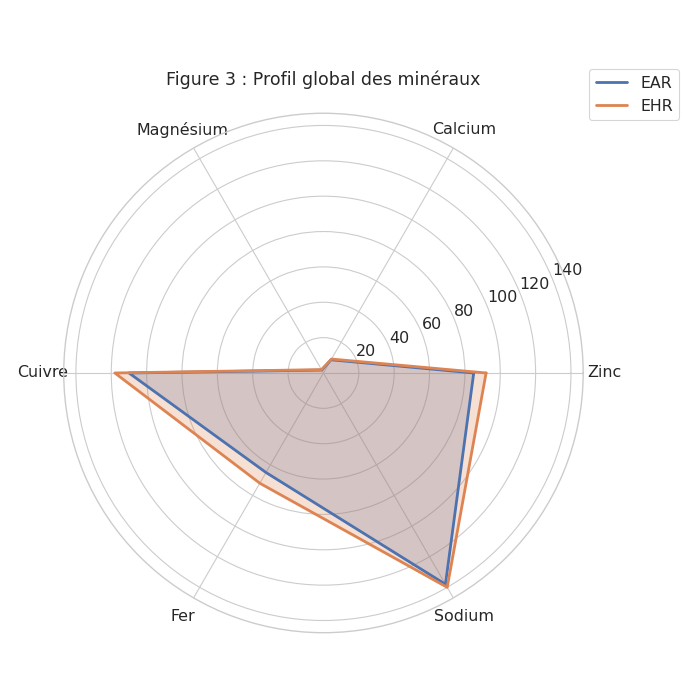 Figure 3 : Profil global des minéraux
EAR
EHR
Magnésium
Calcium
140
120
100
80
60
40
20
Cuivre
Zinc
Fer
Sodium